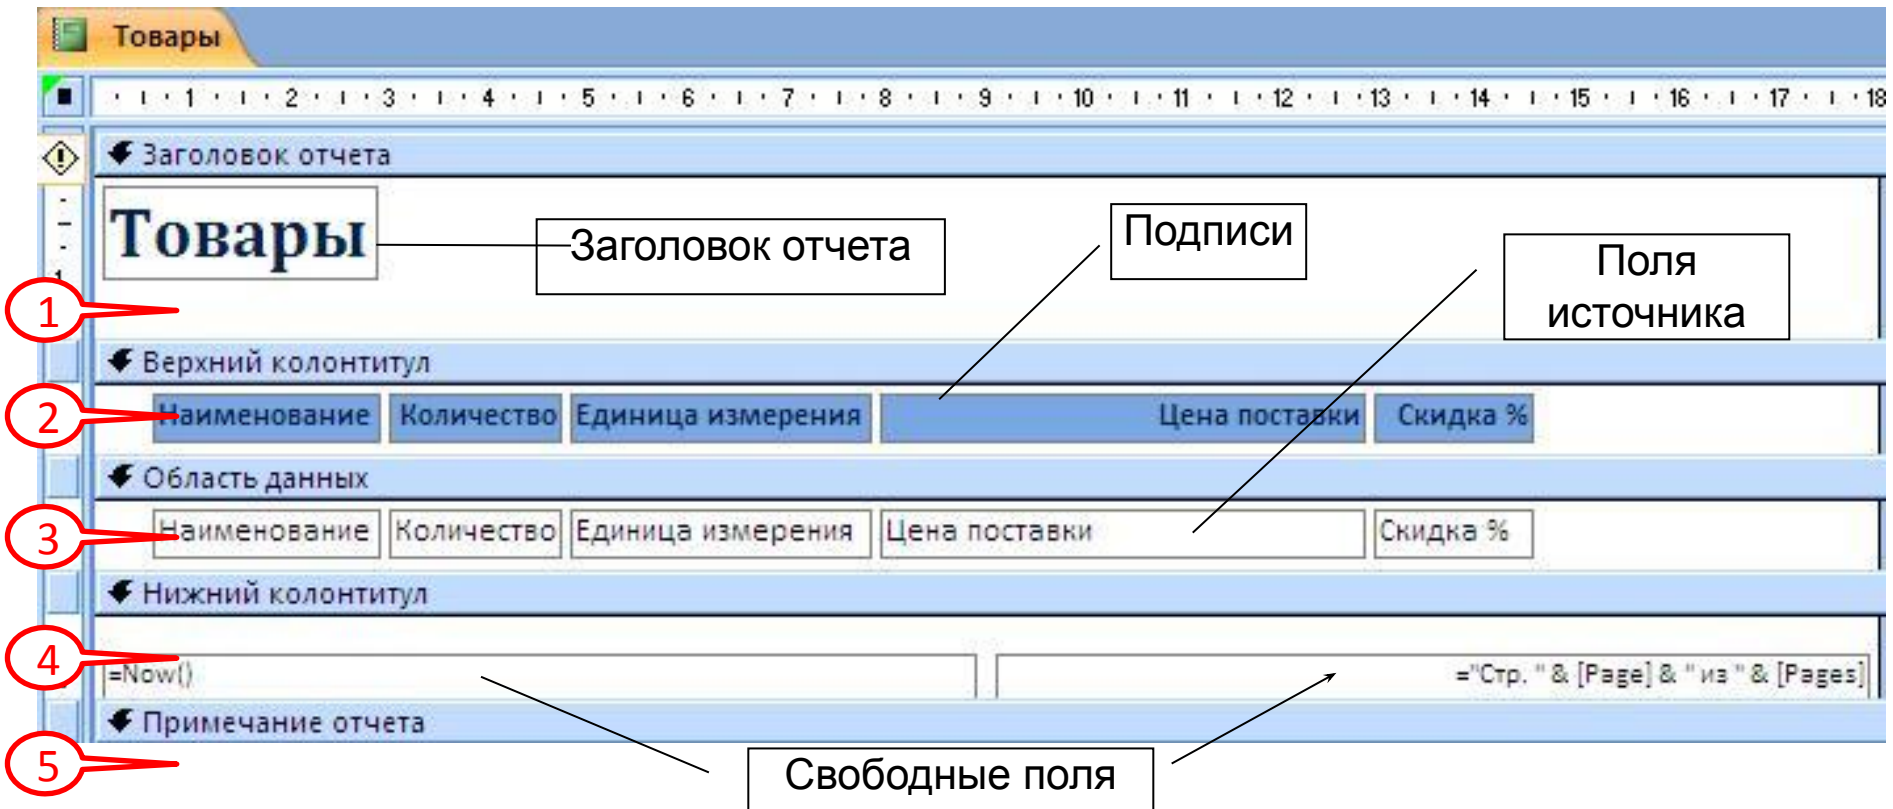 Товары
1 2 3 4 5 6 7 8 9 10 11 12 13 14 15 16 17 18
Заголовок отчета
Товары
Заголовок отчета
Подписи
Поля
источника
1
1
Верхний колонтитул
2
Наименование Количество Единица измерения Цена поставки Скидка %
Область данных
3
Наименование Количество Единица измерения Цена поставки Скидка %
Нижний колонтитул
4
=Now() ="Стр. " & [Page] & " из " & [Pages]
Примечание отчета
5
Свободные поля